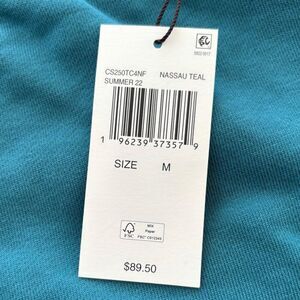 CS250TC4NF NASSAU TEAL
SUMMER 22
1 96239 37357 9
SIZE M
FSC
MIX
Paper
$89.50